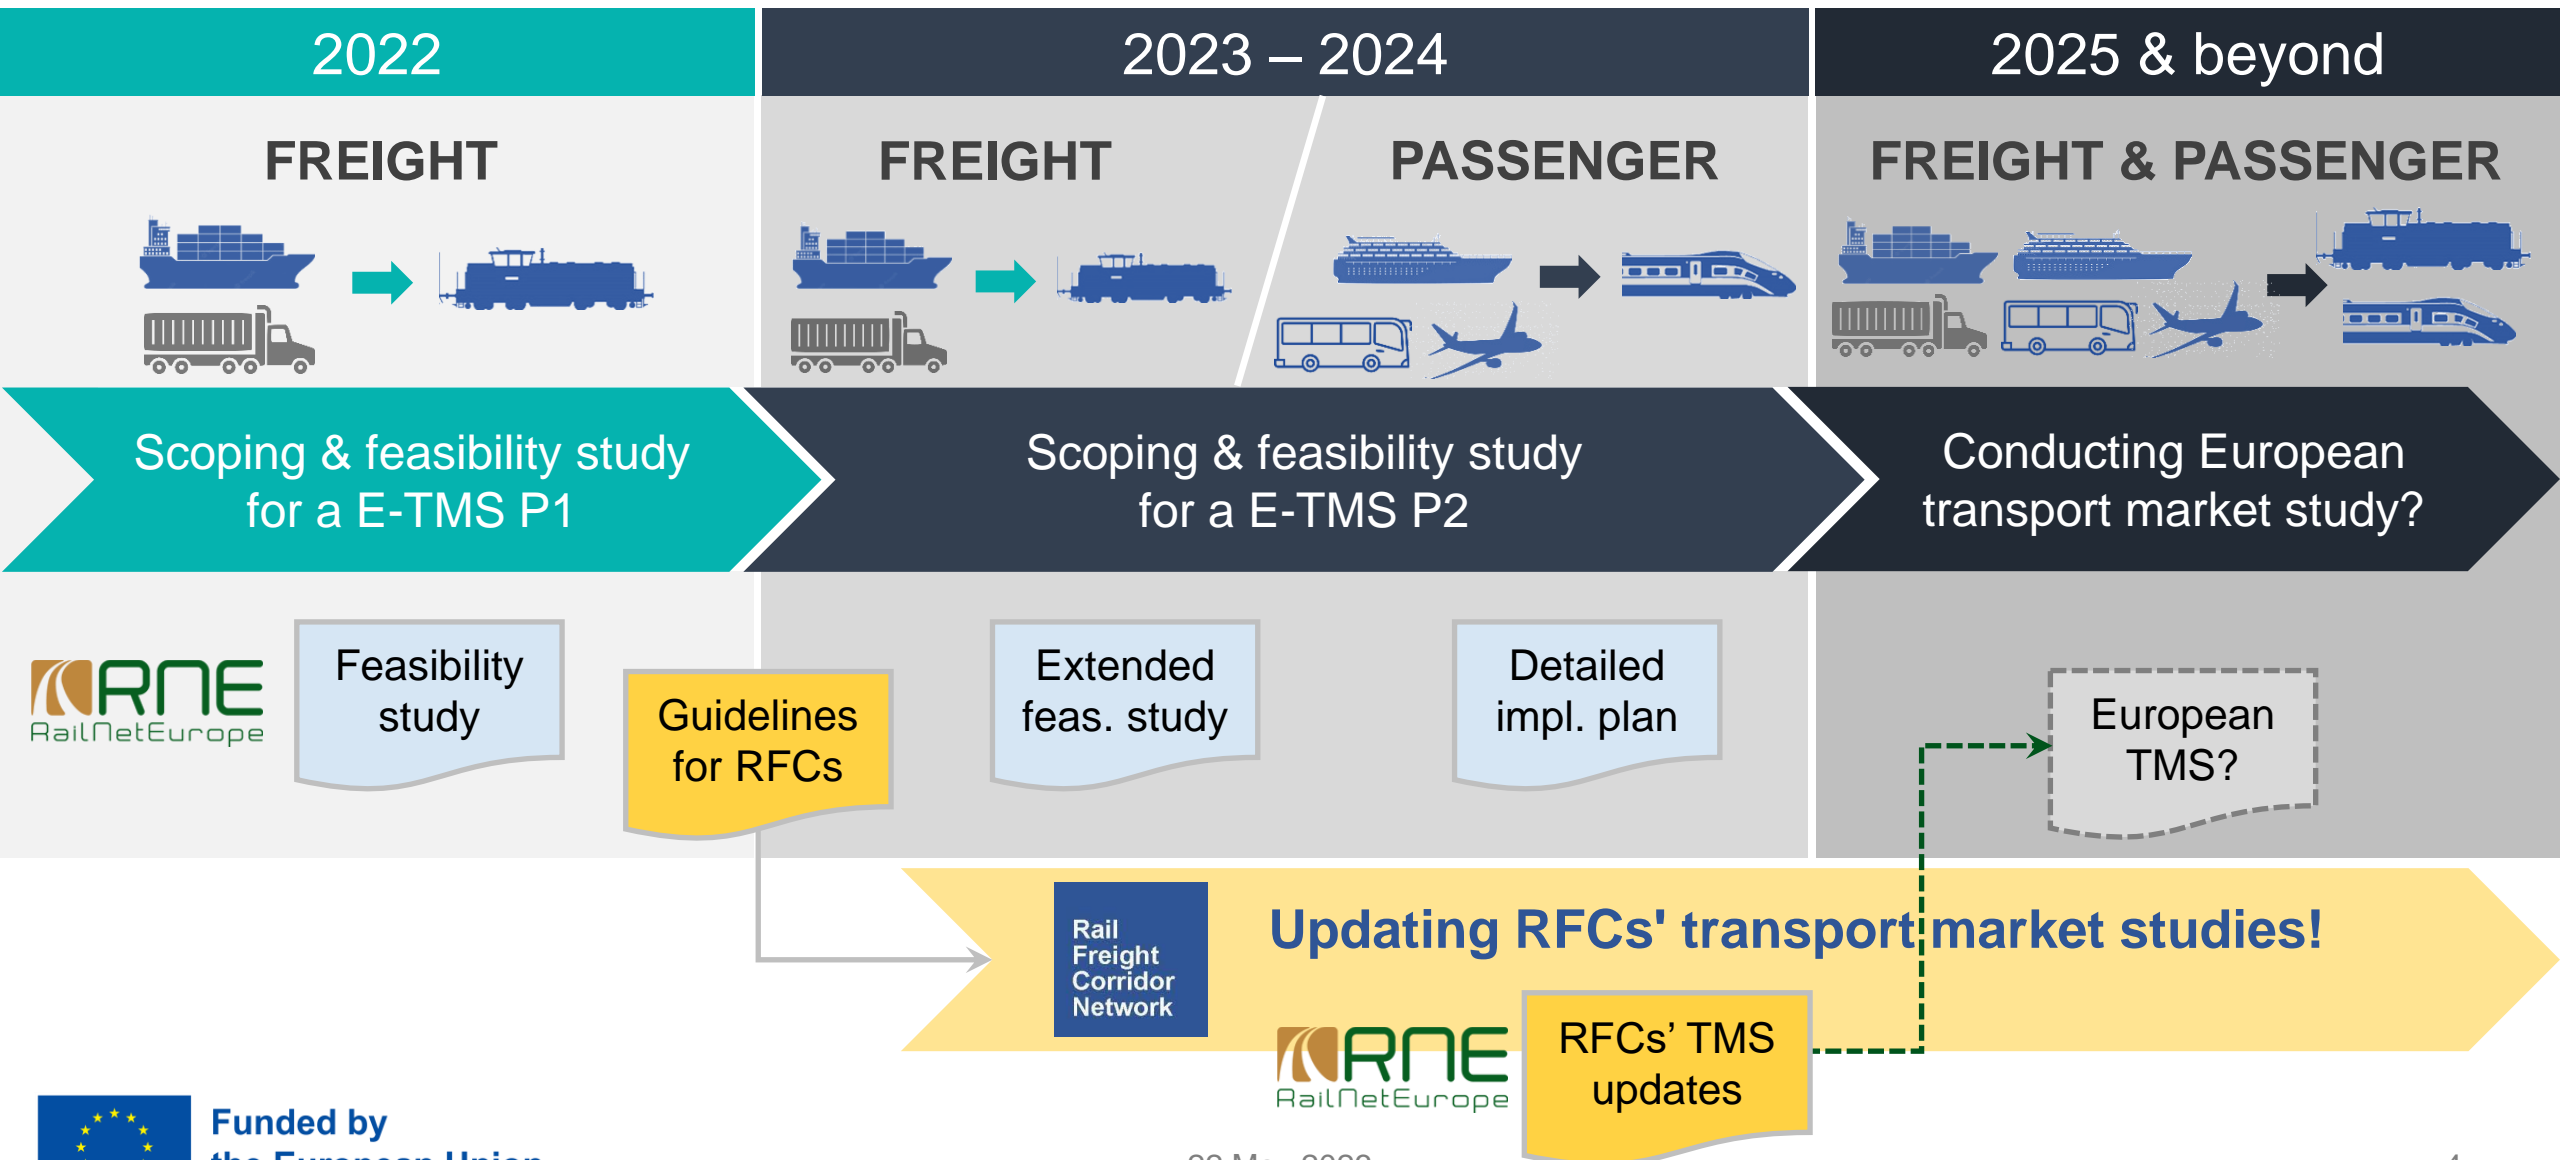 2022
2023 – 2024
2025 & beyond
FREIGHT
FREIGHT
PASSENGER
FREIGHT & PASSENGER
Scoping & feasibility study
for a E-TMS P1
Scoping & feasibility study
for a E-TMS P2
Conducting European
transport market study?
RNE
RailNetEurope
Feasibility
study
Guidelines
for RFCs
Extended
feas. study
Detailed
impl. plan
European
TMS?
Rail
Freight
Corridor
Network
Updating RFCs' transport market studies!
RNE
RailNetEurope
RFCs’ TMS
updates
Funded by
the European Union